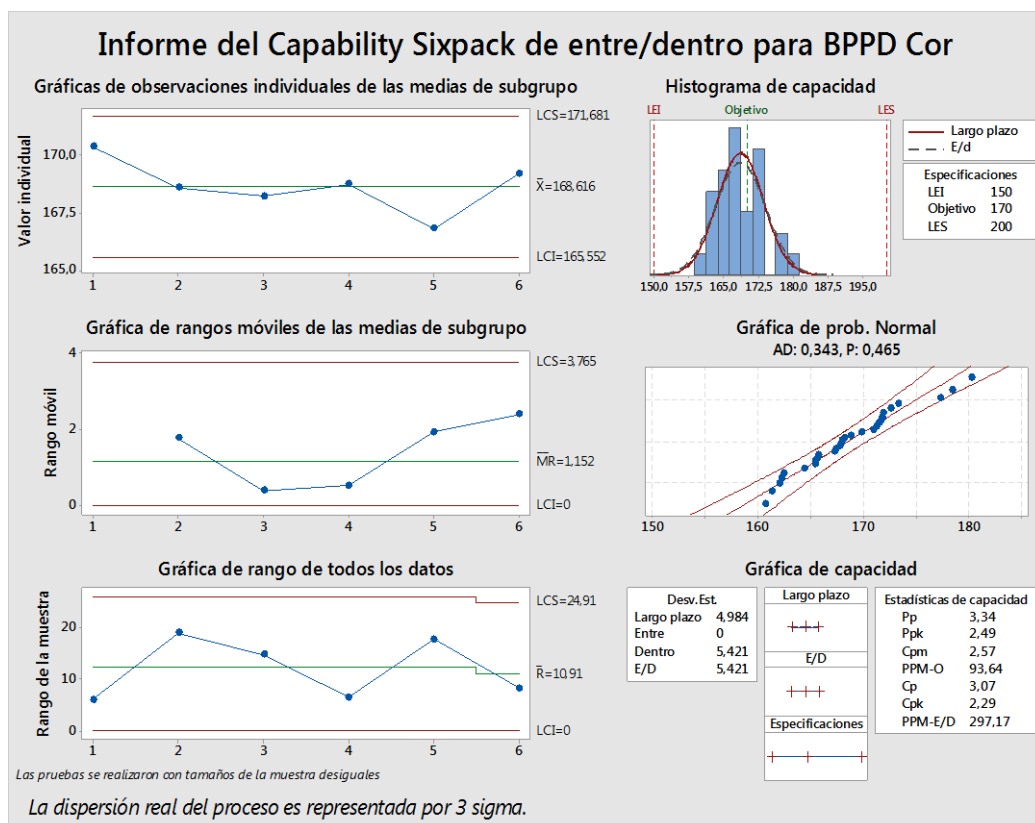 Informe del Capability Sixpack de entre/dentro para BPPD Cor
Gráficas de observaciones individuales de las medias de subgrupo
Valor individual
170,0
167,5
165,0
1 2 3 4 5 6
LCS=171,681
X=168,616
LCI=165,552
Gráfica de rangos móviles de las medias de subgrupo
Rango móvil
4
2
0
1 2 3 4 5 6
LCS=3,765
MR=1,152
LCI=0
Gráfica de rango de todos los datos
Rango de la muestra
20
10
0
1 2 3 4 5 6
LCS=24,91
R=10,91
LCI=0
Las pruebas se realizaron con tamaños de la muestra desiguales
La dispersión real del proceso es representada por 3 sigma.
Histograma de capacidad
LEI Objetivo LES
150,0 157,5 165,0 172,5 180,0 187,5 195,0
Largo plazo
E/d
Especificaciones
LEI 150
Objetivo 170
LES 200
Gráfica de prob. Normal
AD: 0,343, P: 0,465
150 160 170 180
Gráfica de capacidad
Desv.Est.
Largo plazo 4,984
Entre 0
Dentro 5,421
E/D 5,421
Largo plazo
E/D
Especificaciones
Estadísticas de capacidad
Pp 3,34
Ppk 2,49
Cpm 2,57
PPM-O 93,64
Cp 3,07
Cpk 2,29
PPM-E/D 297,17